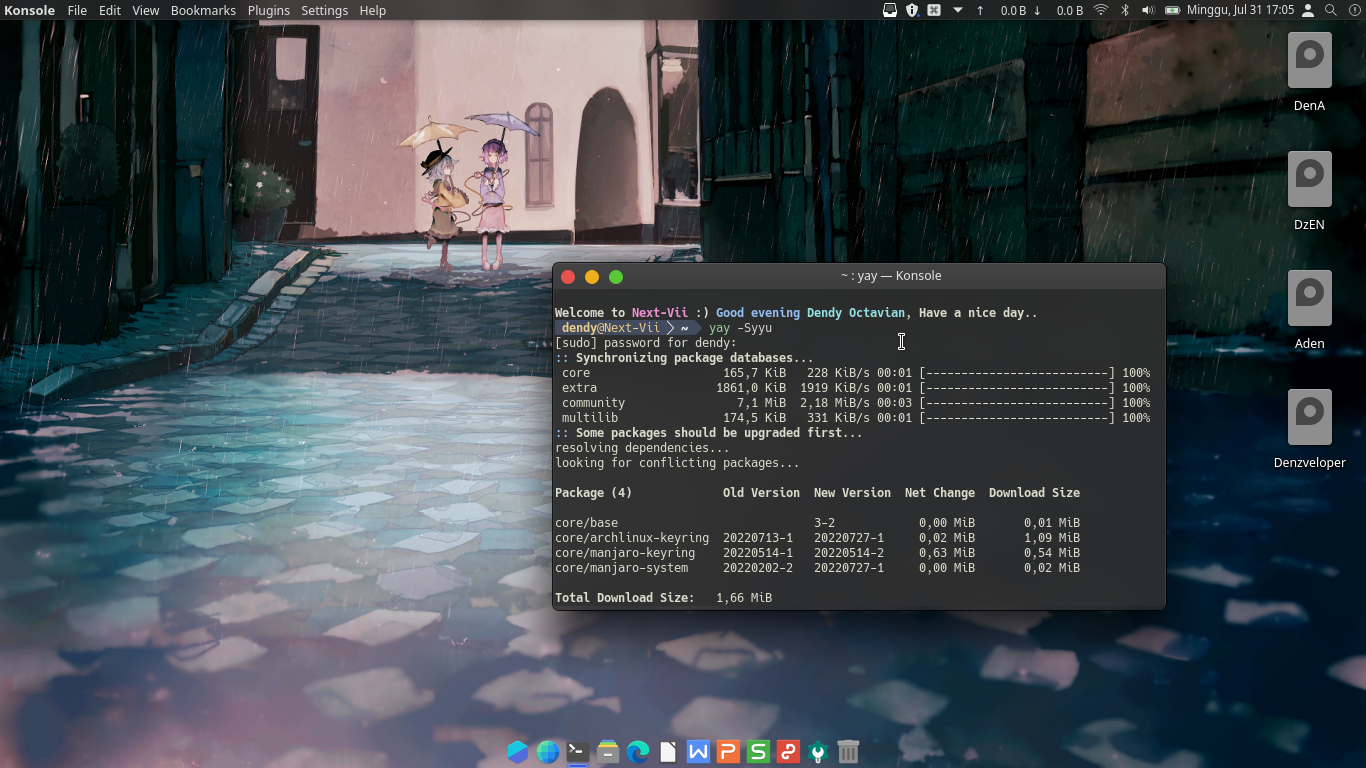 Konsole File Edit View Bookmarks Plugins Settings Help
↑ 0.0 B ↓ 0.0 B Minggu, Jul 31 17:05
DenA
DzEN
Aden
Denzveloper
~ : yay — Konsole
Welcome to Next-Vii :) Good evening Dendy Octavian, Have a nice day..
dendy@Next-Vii ~ yay -Syyu
[sudo] password for dendy:
:: Synchronizing package databases...
core 165,7 KiB 228 KiB/s 00:01 [--------------------------] 100%
extra 1861,0 KiB 1919 KiB/s 00:01 [--------------------------] 100%
community 7,1 MiB 2,18 MiB/s 00:03 [--------------------------] 100%
multilib 174,5 KiB 331 KiB/s 00:01 [--------------------------] 100%
:: Some packages should be upgraded first...
resolving dependencies...
looking for conflicting packages...
Package (4) Old Version New Version Net Change Download Size
core/base 3-2 0,00 MiB 0,01 MiB
core/archlinux-keyring 20220713-1 20220727-1 0,02 MiB 1,09 MiB
core/manjaro-keyring 20220514-1 20220514-2 0,63 MiB 0,54 MiB
core/manjaro-system 20220202-2 20220727-1 0,00 MiB 0,02 MiB
Total Download Size: 1,66 MiB